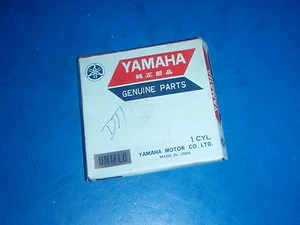 YAMAHA
純正部品
GENUINE PARTS
UNIFLO
1 CYL.
YAMAHA MOTOR CO. LTD.
MADE IN JAPAN